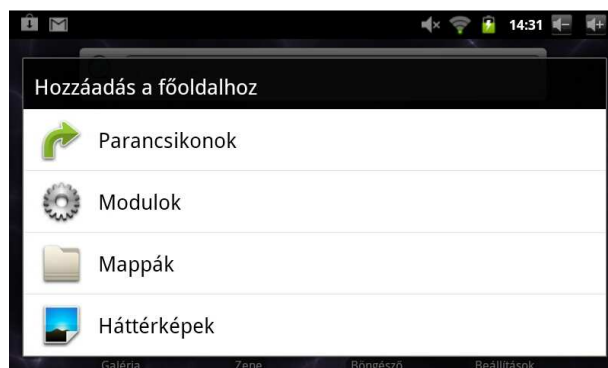 14:31
Hozzáadás a főoldalhoz
Parancsikonok
Modulok
Mappák
Háttérképek
Galéria Zene Böngésző Beállítások